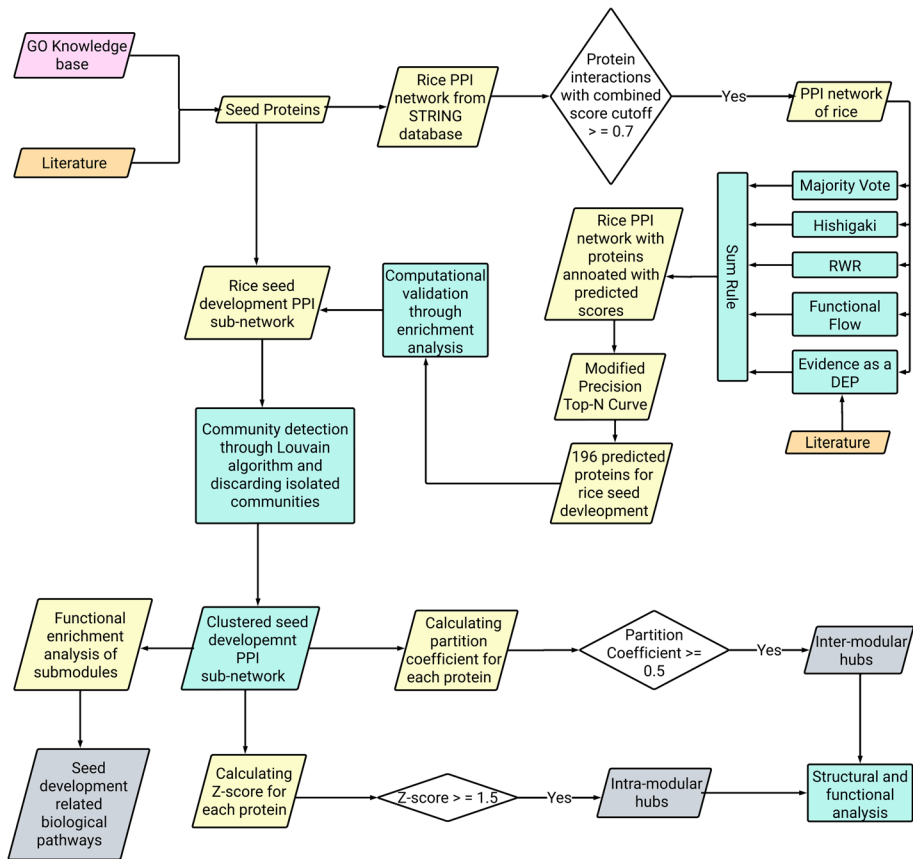 GO Knowledge
base
Literature
Seed Proteins
Rice PPI
network from
STRING
database
Protein
interactions
with combined
score cutoff
> = 0.7
Yes
PPI network
of rice
Majority Vote
Hishigaki
RWR
Functional
Flow
Evidence as a
DEP
Literature
Sum Rule
Rice PPI
network with
proteins
annoated with
predicted
scores
Modified
Precision
Top-N Curve
196 predicted
proteins for
rice seed
devleopment
Computational
validation
through
enrichment
analysis
Rice seed
development PPI
sub-network
Community detection
through Louvain
algorithm and
discarding isolated
communities
Clustered seed
developemnt
PPI
sub-network
Functional
enrichment
analysis of
submodules
Seed
development
related
biological
pathways
Calculating
partition
coefficient for
each protein
Partition
Coefficient >=
0.5
Yes
Inter-modular
hubs
Calculating
Z-score for
each protein
Z-score > = 1.5
Yes
Intra-modular
hubs
Structural and
functional
analysis